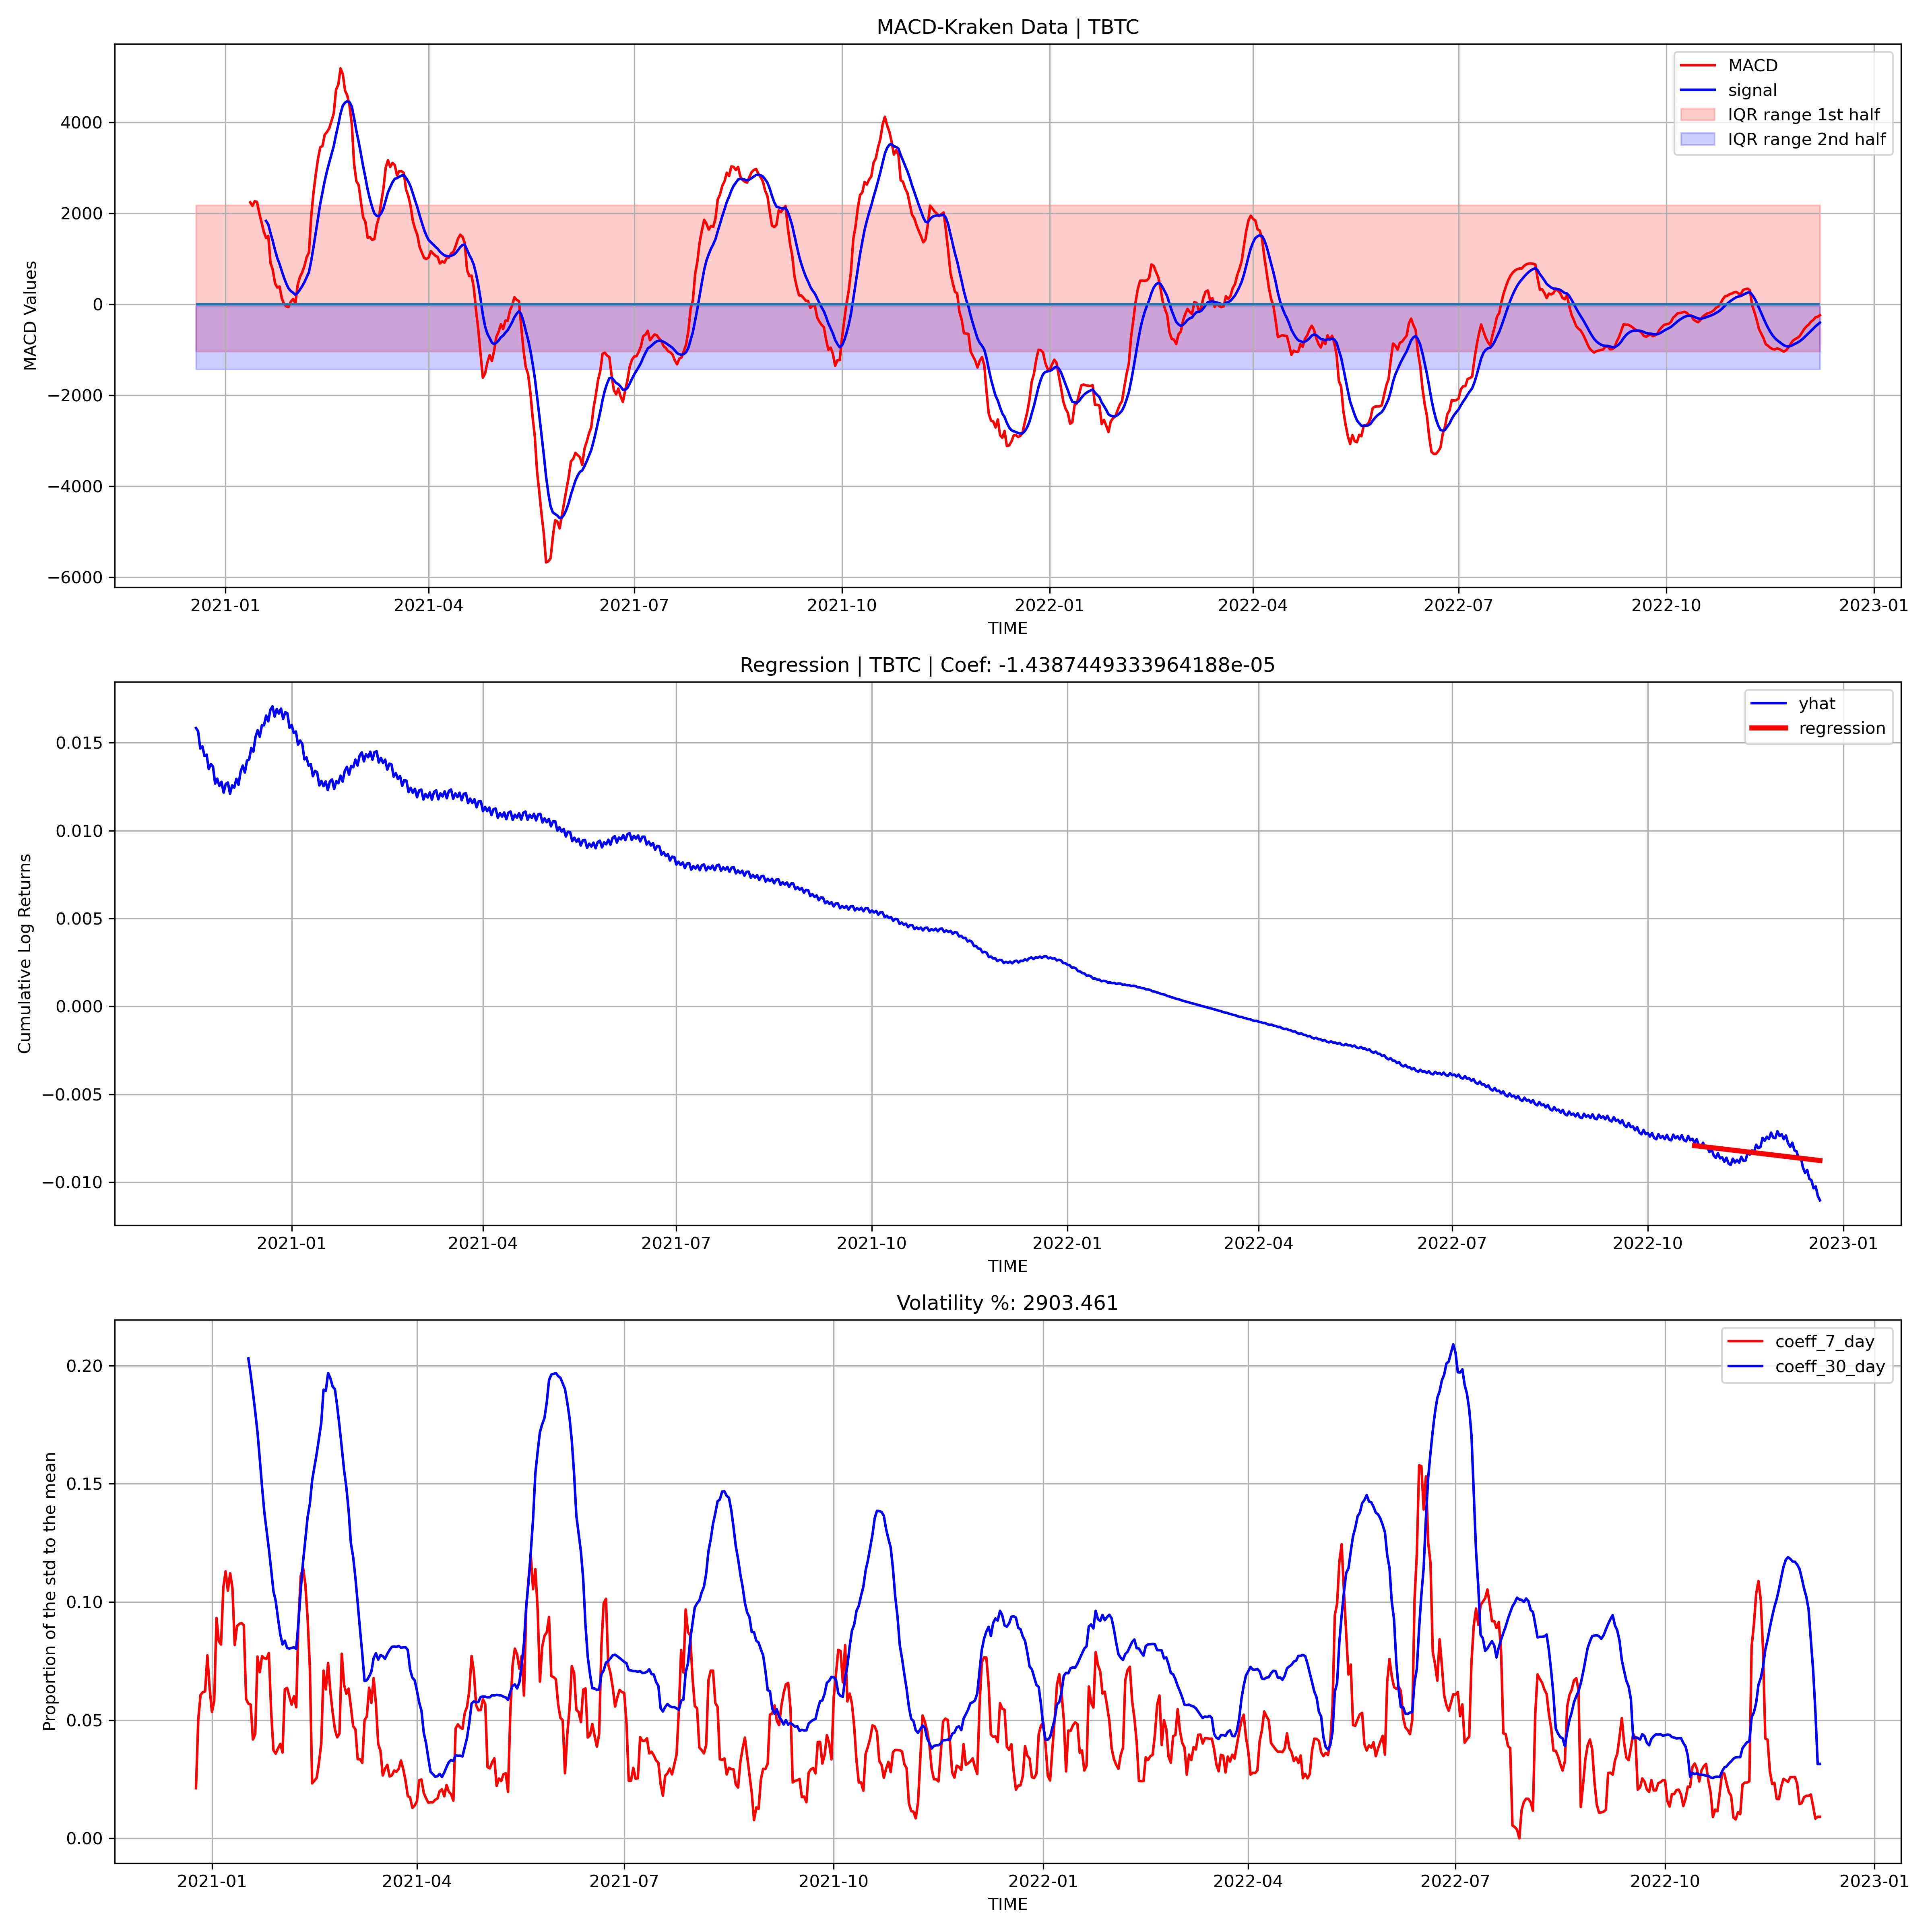 MACD-Kraken Data | TBTC
MACD
signal
IQR range 1st half
IQR range 2nd half
MACD Values
4000
2000
0
−2000
−4000
−6000
2021-01 2021-04 2021-07 2021-10 2022-01 2022-04 2022-07 2022-10 2023-01
TIME
Regression | TBTC | Coef: -1.4387449333964188e-05
yhat
regression
Cumulative Log Returns
0.015
0.010
0.005
0.000
−0.005
−0.010
2021-01 2021-04 2021-07 2021-10 2022-01 2022-04 2022-07 2022-10 2023-01
TIME
Volatility %: 2903.461
coeff_7_day
coeff_30_day
Proportion of the std to the mean
0.20
0.15
0.10
0.05
0.00
2021-01 2021-04 2021-07 2021-10 2022-01 2022-04 2022-07 2022-10 2023-01
TIME